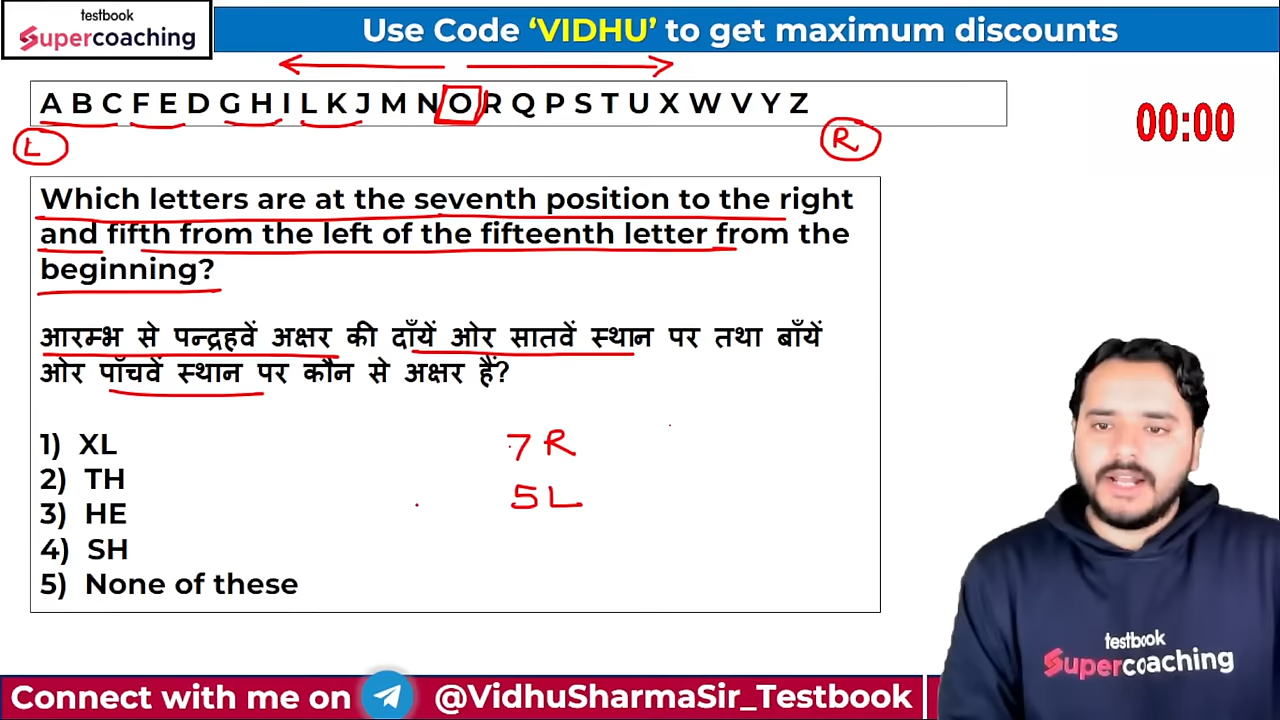 testbook
Supercoaching
Use Code ‘VIDHU’ to get maximum discounts
A B C F E D G H I L K J M N O R Q P S T U X W V Y Z
00:00
L
R
Which letters are at the seventh position to the right
and fifth from the left of the fifteenth letter from the
beginning?
आरम्भ से पन्द्रहवें अक्षर की दाँयें ओर सातवें स्थान पर तथा बाँयें
ओर पाँचवें स्थान पर कौन से अक्षर हैं?
1) XL
2) TH
3) HE
4) SH
5) None of these
7 R
5 L
testbook
Supercoaching
Connect with me on @VidhuSharmaSir_Testbook